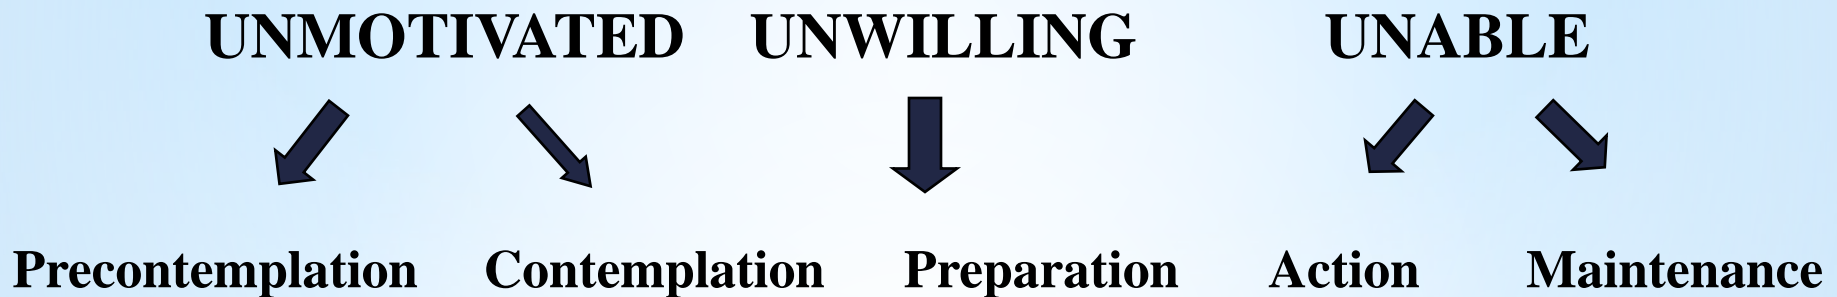 UNMOTIVATED UNWILLING UNABLE
Precontemplation Contemplation Preparation Action Maintenance